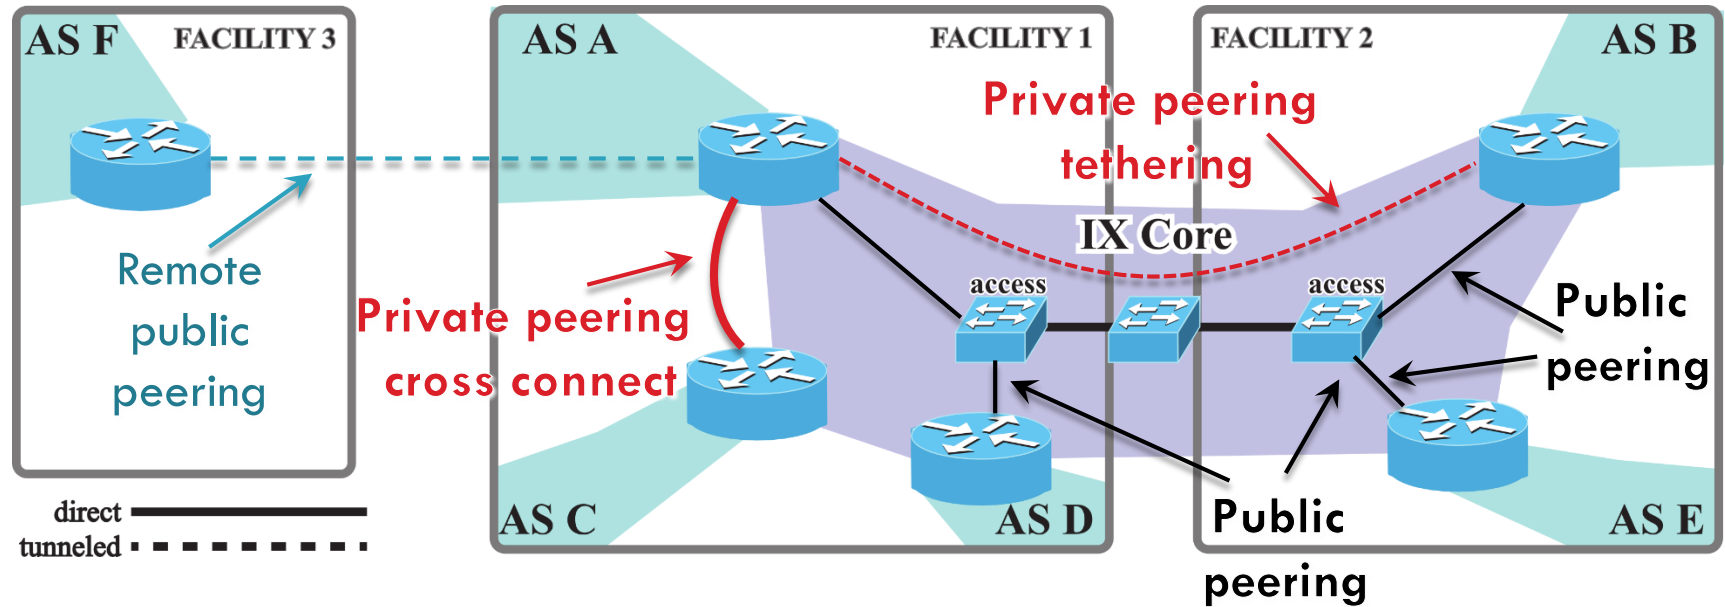 AS F
FACILITY 3
AS A
FACILITY 1
FACILITY 2
AS B
Private peering
tethering
IX Core
Remote
public
peering
access
access
Private peering
cross connect
Public
peering
direct
tunneled
AS C
AS D
Public
peering
AS E